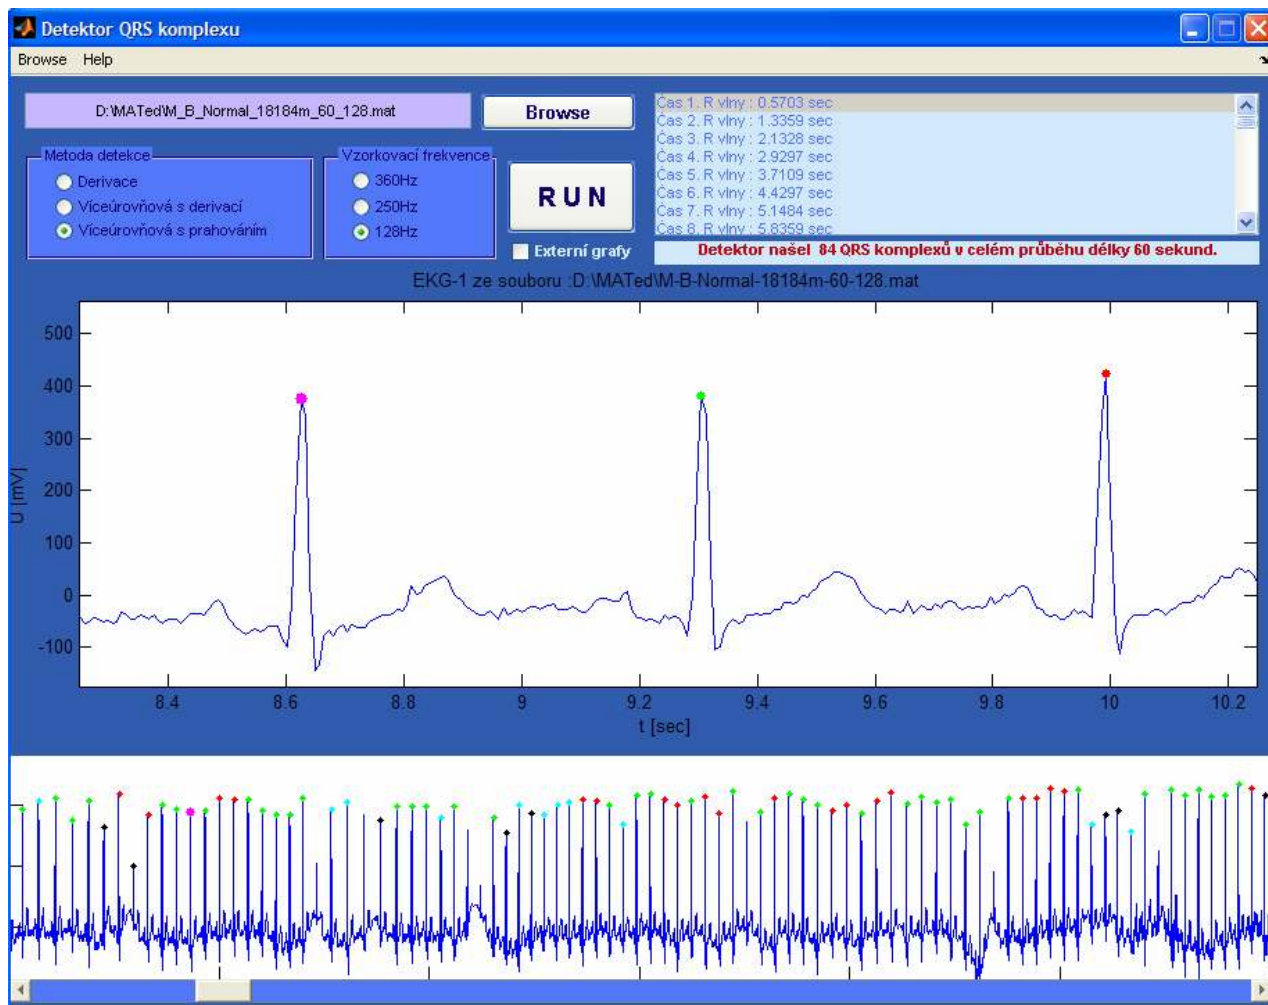 Detektor QRS komplexu
Browse Help
D:\MATed\M_B_Normal_18184m_60_128.mat
Browse
Metoda detekce
Derivace
Víceúrovňová s derivací
Víceúrovňová s prahováním
Vzorkovací frekvence
360Hz
250Hz
128Hz
RUN
Externí grafy
Čas 1. R vlny : 0.5703 sec
Čas 2. R vlny : 1.3359 sec
Čas 3. R vlny : 2.1328 sec
Čas 4. R vlny : 2.9297 sec
Čas 5. R vlny : 3.7109 sec
Čas 6. R vlny : 4.4297 sec
Čas 7. R vlny : 5.1484 sec
Čas 8. R vlny : 5.8359 sec
Detektor našel 84 QRS komplexů v celém průběhu délky 60 sekund.
EKG-1 ze souboru :D:\MATed\M-B-Normal-18184m-60-128.mat
500
400
300
200
100
0
-100
U [mV]
8.4 8.6 8.8 9 9.2 9.4 9.6 9.8 10 10.2
t [sec]